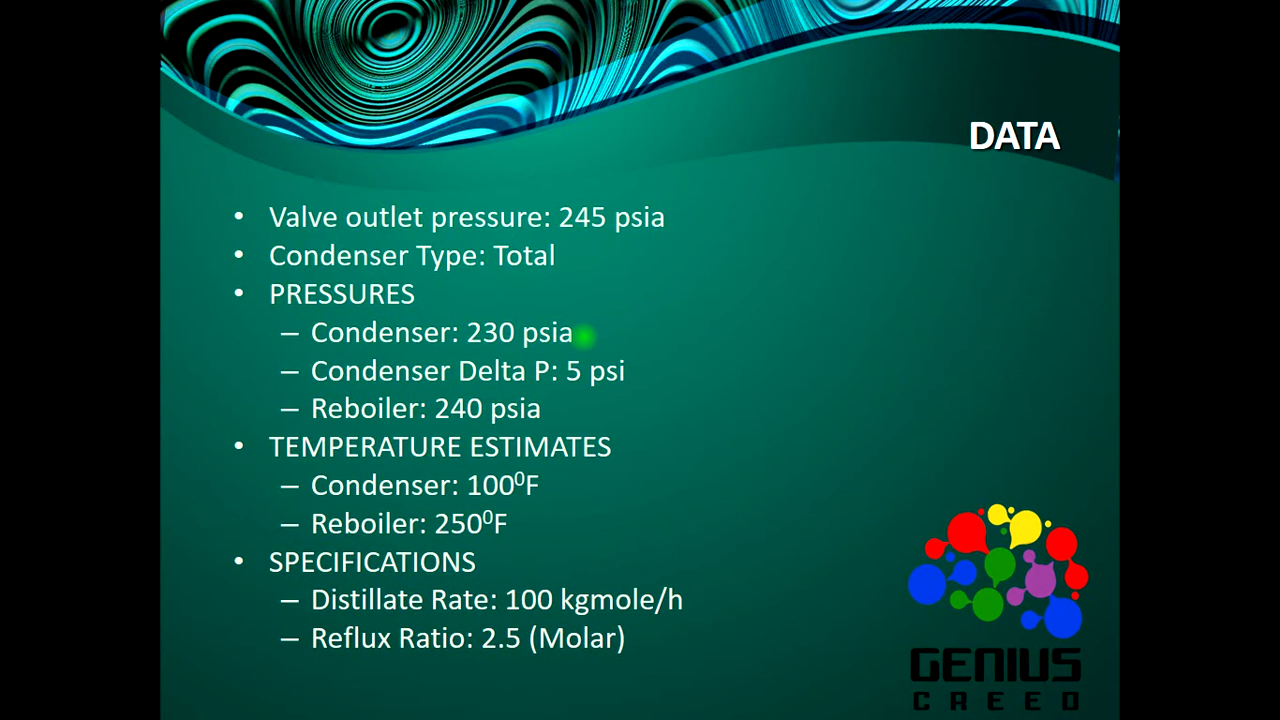 DATA
• Valve outlet pressure: 245 psia
• Condenser Type: Total
• PRESSURES
– Condenser: 230 psia
– Condenser Delta P: 5 psi
– Reboiler: 240 psia
• TEMPERATURE ESTIMATES
– Condenser: 100⁰F
– Reboiler: 250⁰F
• SPECIFICATIONS
– Distillate Rate: 100 kgmole/h
– Reflux Ratio: 2.5 (Molar)
GENIUS
CREED